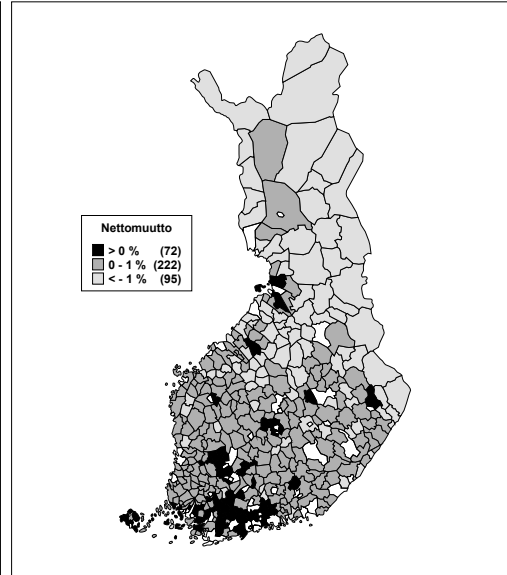 Nettomuutto
> 0 % (72)
0 - 1 % (222)
< - 1 % (95)